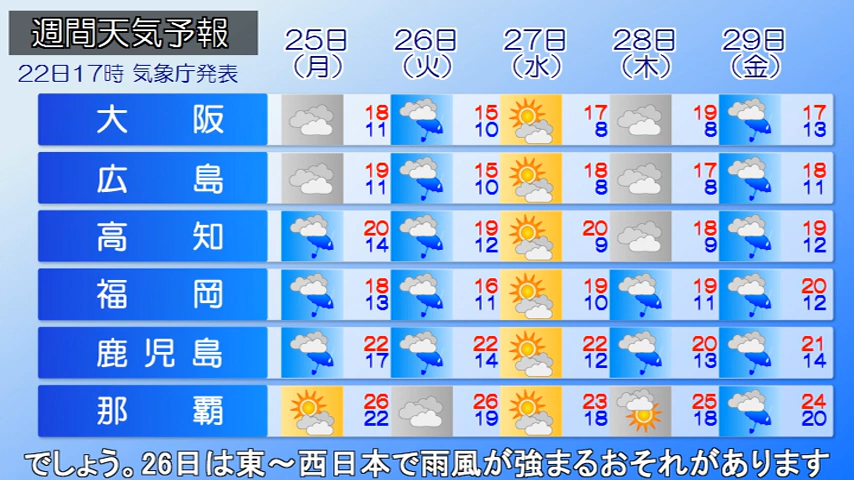 週間天気予報
22日17時 気象庁発表
25日 26日 27日 28日 29日
(月) (火) (水) (木) (金)
大阪 18 15 17 19 17
11 10 8 8 13
広島 19 15 18 17 18
11 10 8 8 11
高知 20 19 20 18 19
14 12 9 9 12
福岡 18 16 19 19 20
13 11 10 11 12
鹿児島 22 22 22 20 21
17 14 12 13 14
那覇 26 26 23 25 24
22 19 18 18 20
でしょう。26日は東～西日本で雨風が強まるおそれがあります